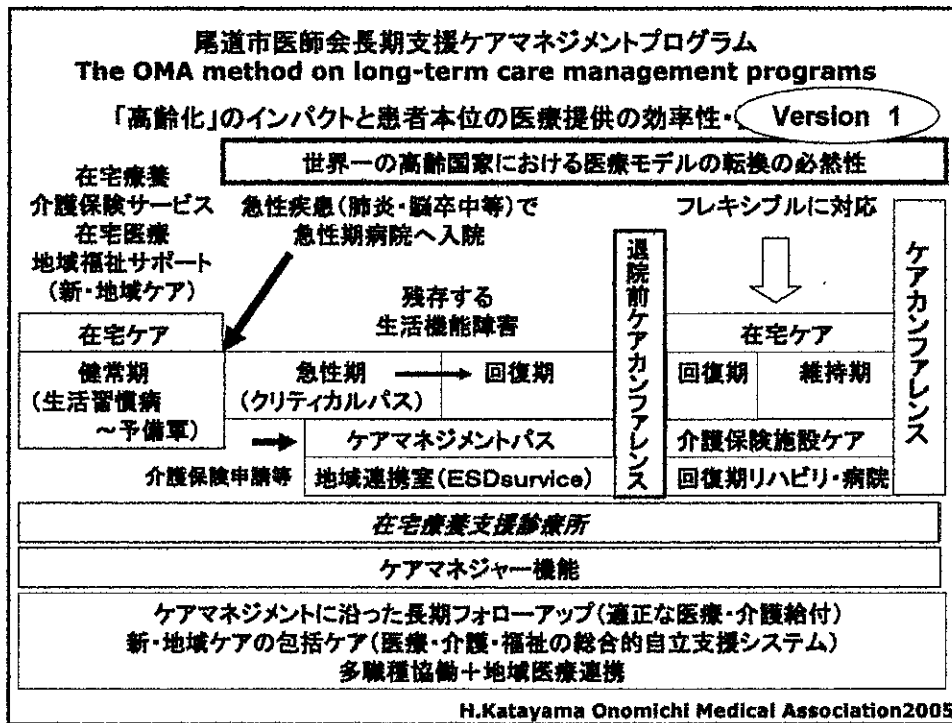 尾道市医師会長期支援ケアマネジメントプログラム
The OMA method on long-term care management programs
「高齢化」のインパクトと患者本位の医療提供の効率性・
Version 1
世界一の高齢国家における医療モデルの転換の必然性
在宅療養
介護保険サービス
在宅医療
地域福祉サポート
(新・地域ケア)
急性疾患(肺炎・脳卒中等)で
急性期病院へ入院
フレキシブルに対応
残存する
生活機能障害
退院前ケアカンファレンス
ケアカンファレンス
在宅ケア
在宅ケア
健常期
(生活習慣病
～予備軍)
急性期
(クリティカルパス)
回復期
回復期
維持期
ケアマネジメントパス
介護保険施設ケア
介護保険申請等
地域連携室(ESDsurvice)
回復期リハビリ・病院
在宅療養支援診療所
ケアマネジャー機能
ケアマネジメントに沿った長期フォローアップ(適正な医療・介護給付)
新・地域ケアの包括ケア(医療・介護・福祉の総合的自立支援システム)
多職種協働＋地域医療連携
H.Katayama Onomichi Medical Association2005